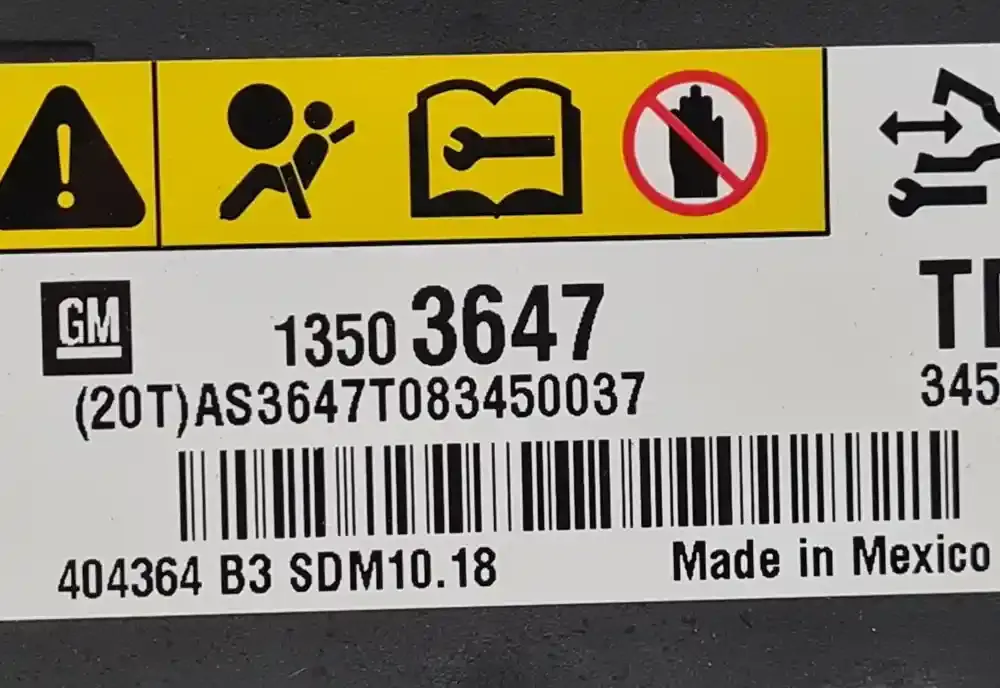 GM
1350 3647
(20T)AS3647T083450037
345
404364 B3 SDM10.18
Made in Mexico